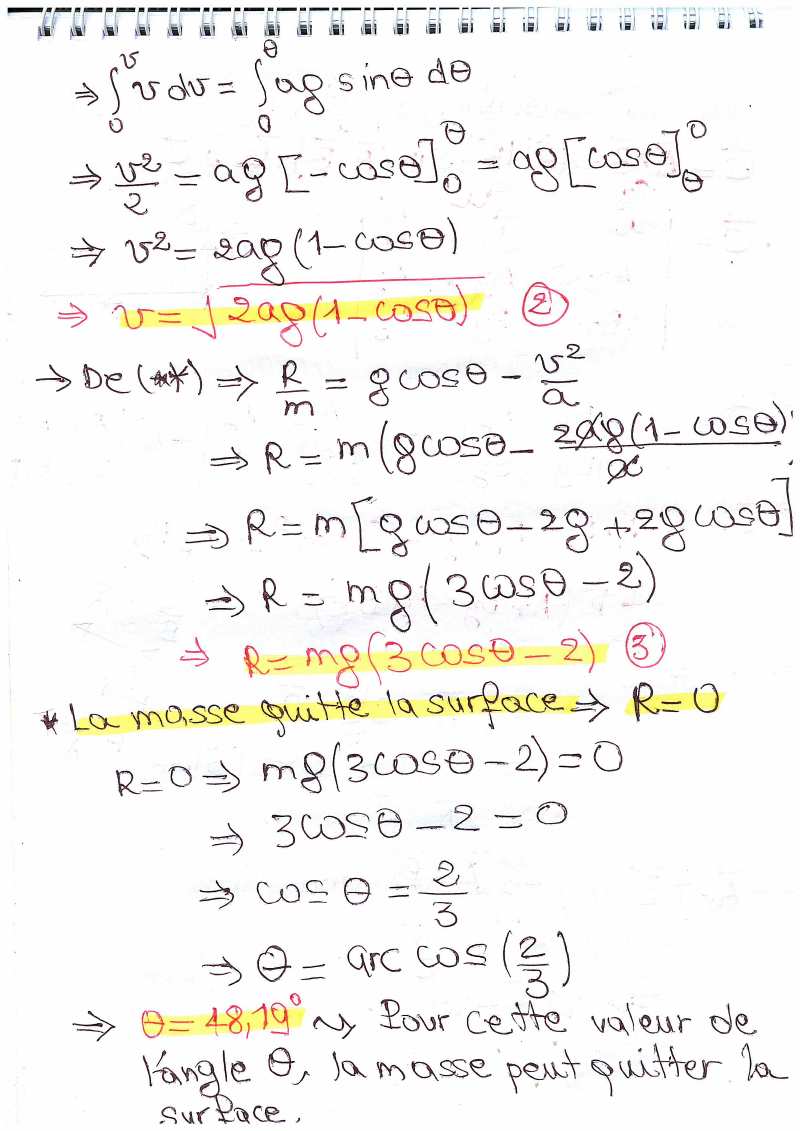 ⇒ ∫₀ᵛ v dv = ∫₀^θ ag sinθ dθ
⇒ v²/2 = ag [-cosθ]₀^θ = ag [cosθ]_θ^0
⇒ v² = 2ag(1-cosθ)
⇒ v = √(2ag(1-cosθ)) ②
→ De (**) ⇒ R/m = g cosθ - v²/a
⇒ R = m(g cosθ - 2ag(1-cosθ)/a
⇒ R = m[g cosθ - 2g + 2g cosθ]
⇒ R = mg(3cosθ - 2)
⇒ R = mg(3cosθ - 2) ③
* La masse quitte la surface ⇒ R = 0
R = 0 ⇒ mg(3cosθ - 2) = 0
⇒ 3cosθ - 2 = 0
⇒ cosθ = 2/3
⇒ θ = arc cos(2/3)
⇒ θ = 48,19° ⇝ Pour cette valeur de
l'angle θ, la masse peut quitter la
surface.